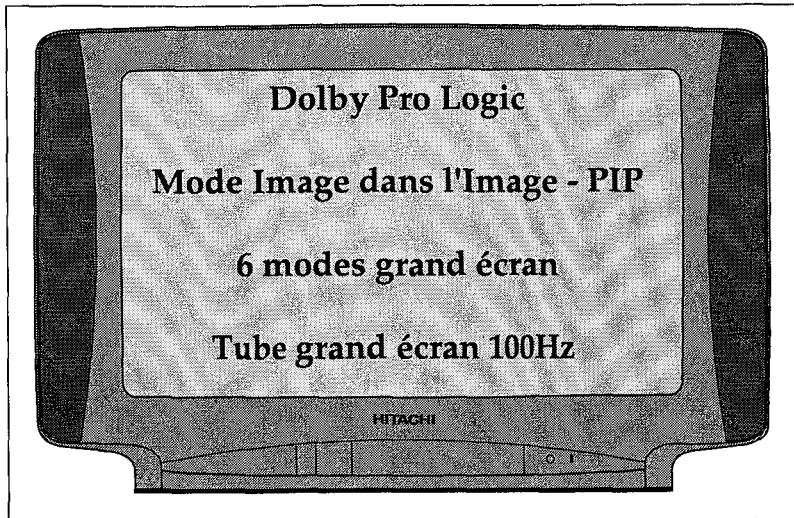 Dolby Pro Logic
Mode Image dans l'Image - PIP
6 modes grand écran
Tube grand écran 100Hz
HITACHI